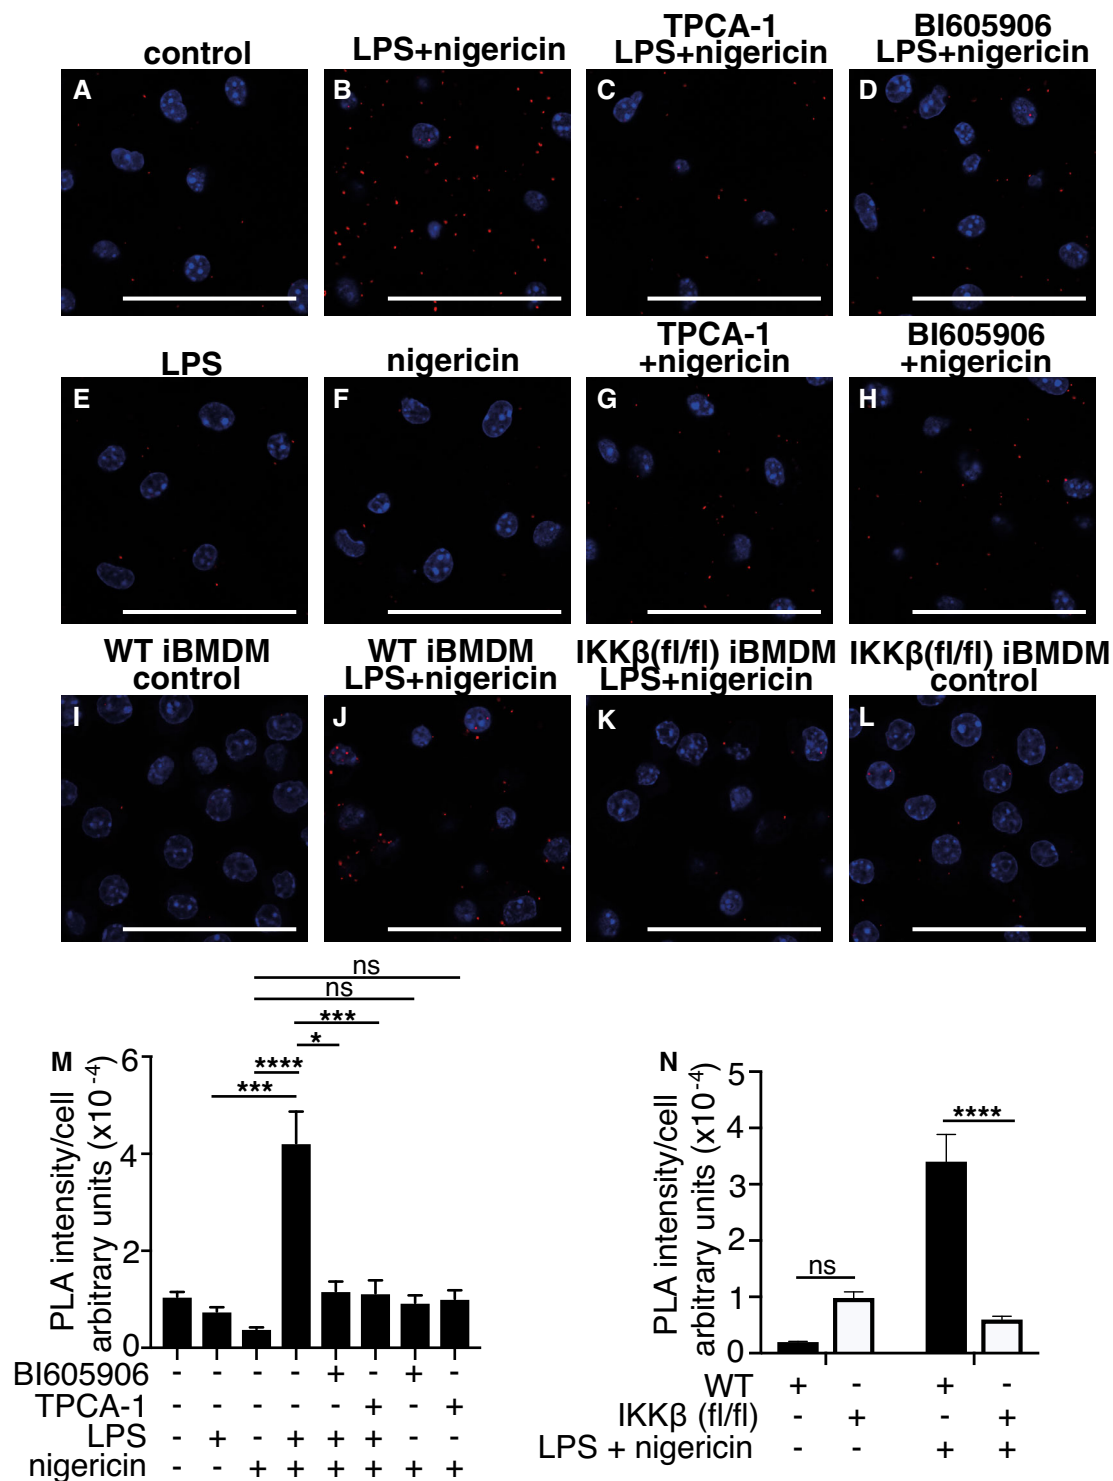 control
LPS+nigericin
TPCA-1
LPS+nigericin
BI605906
LPS+nigericin
A
B
C
D
LPS
nigericin
TPCA-1
+nigericin
BI605906
+nigericin
E
F
G
H
WT iBMDM
control
WT iBMDM
LPS+nigericin
IKKβ(fl/fl) iBMDM
LPS+nigericin
IKKβ(fl/fl) iBMDM
control
I
J
K
L
M
PLA intensity/cell
arbitrary units (x10 -4)
6
4
2
0
ns
ns
***
*
****
***
BI605906 - - - - + - + -
TPCA-1 - - - - - + - +
LPS - + - + + + - -
nigericin - - + + + + + +
N
PLA intensity/cell
arbitrary units (x10 -4)
5
4
3
2
1
0
ns
****
WT + - + -
IKKβ (fl/fl) - + - +
LPS + nigericin - - + +